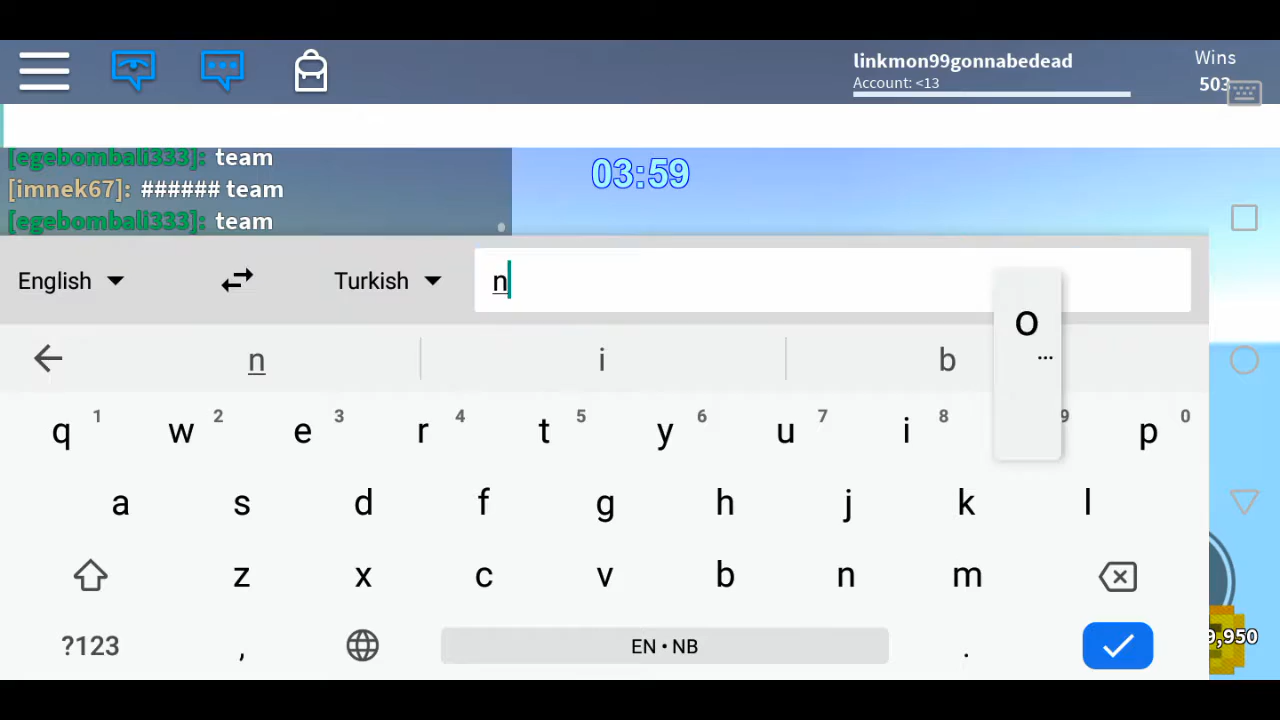 linkmon99gonnabedead
Account: <13
Wins
503
[egebombali333]: team
[imnek67]: ###### team
[egebombali333]: team
03:59
English
Turkish
n
n i b
o
...
q 1 w 2 e 3 r 4 t 5 y 6 u 7 i 8 9 p 0
a s d f g h j k l
z x c v b n m
?123 , EN • NB .
9,950